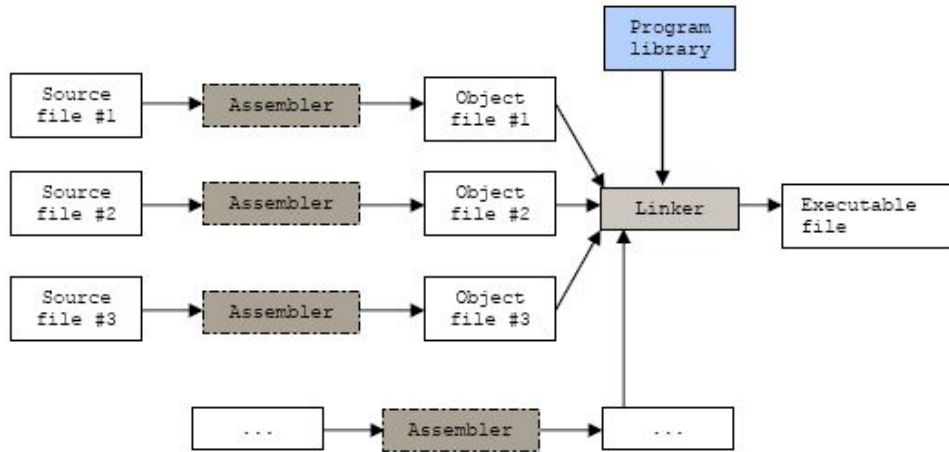 Program
library
Source
file #1
Assembler
Object
file #1
Source
file #2
Assembler
Object
file #2
Linker
Executable
file
Source
file #3
Assembler
Object
file #3
...
Assembler
...